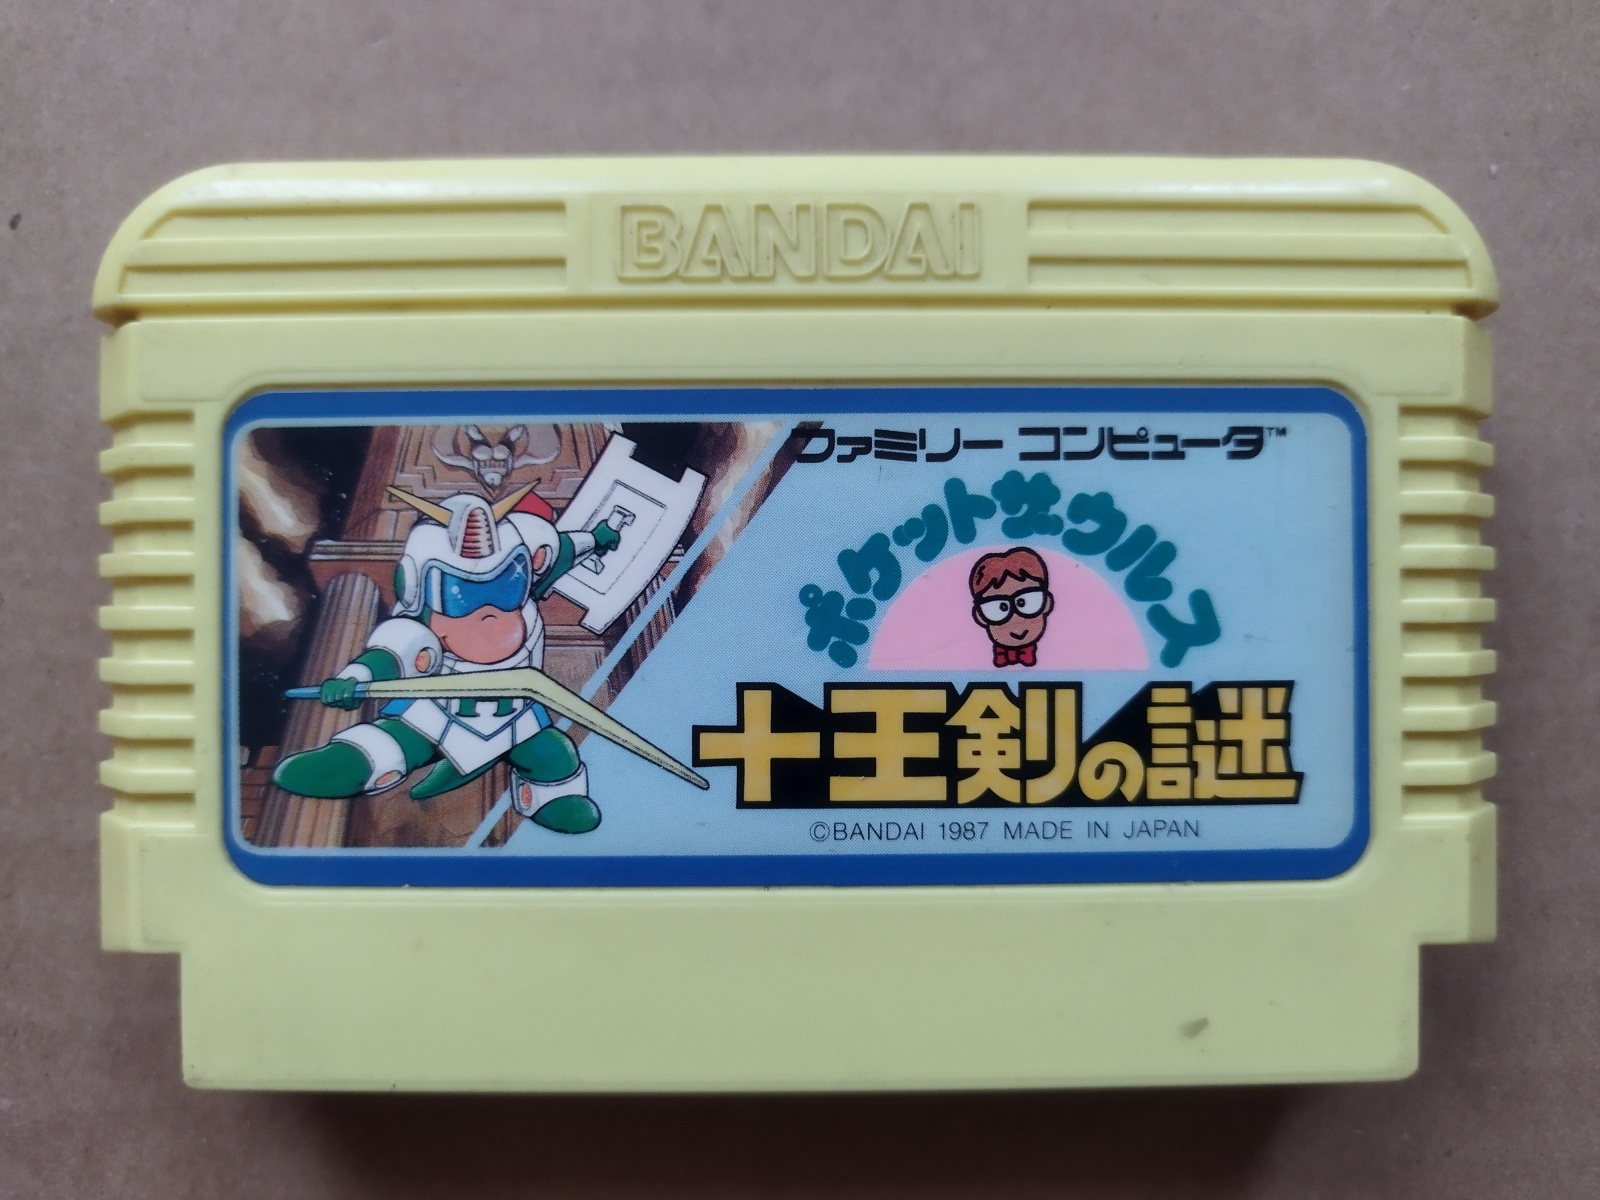 BANDAI
ファミリー コンピュータ™
ポケットザウルス
十王剣の謎
©BANDAI 1987 MADE IN JAPAN
H